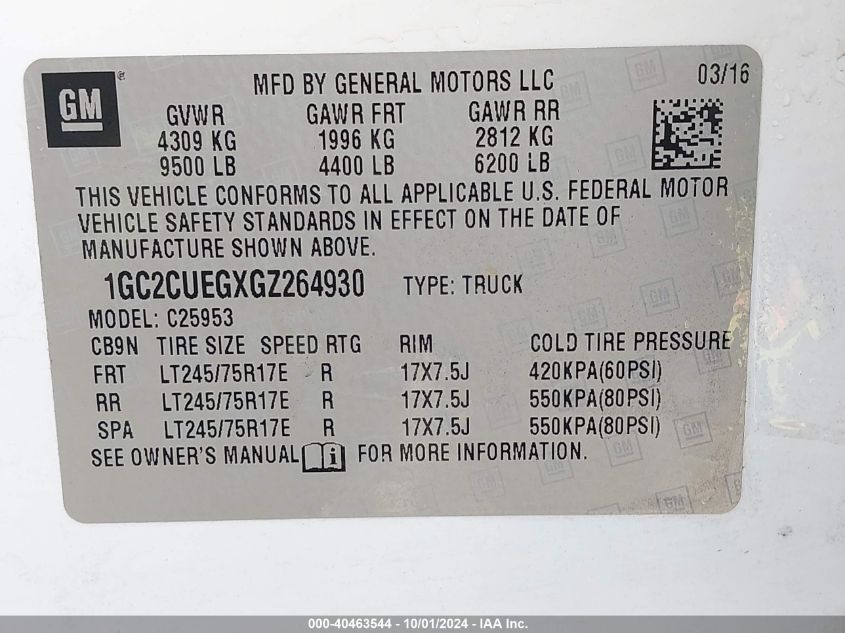 GM ®
MFD BY GENERAL MOTORS LLC 03/16
GVWR GAWR FRT GAWR RR
4309 KG 1996 KG 2812 KG
9500 LB 4400 LB 6200 LB
THIS VEHICLE CONFORMS TO ALL APPLICABLE U.S. FEDERAL MOTOR
VEHICLE SAFETY STANDARDS IN EFFECT ON THE DATE OF
MANUFACTURE SHOWN ABOVE.
1GC2CUEGXGZ264930 TYPE: TRUCK
MODEL: C25953
CB9N TIRE SIZE SPEED RTG RIM COLD TIRE PRESSURE
FRT LT245/75R17E R 17X7.5J 420KPA(60PSI)
RR LT245/75R17E R 17X7.5J 550KPA(80PSI)
SPA LT245/75R17E R 17X7.5J 550KPA(80PSI)
SEE OWNER'S MANUAL i FOR MORE INFORMATION.
000-40463544 - 10/01/2024 - IAA Inc.